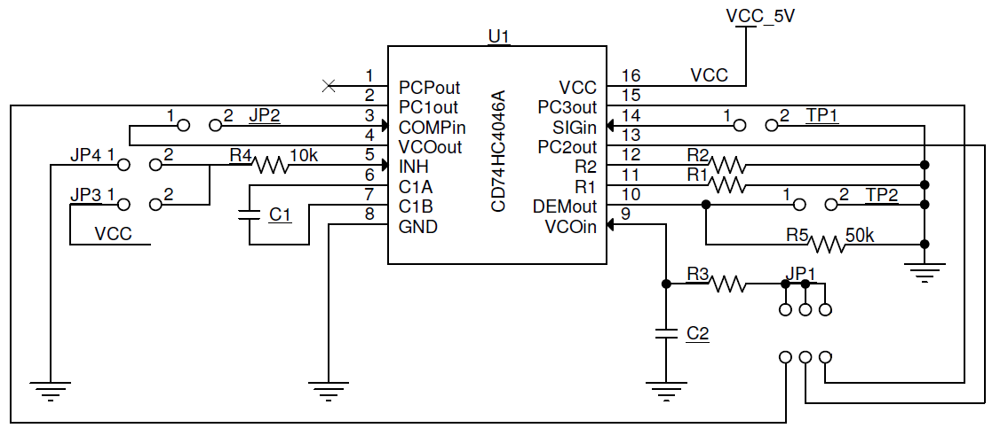 VCC_5V
U1
1 PCPout VCC 16 VCC
2 PC1out PC3out 15
1 2 JP2 3 COMPin SIGin 14 1 2 TP1
4 VCOout PC2out 13
JP4 1 2 R4 10k 5 INH R2 12 R2
6 C1A R1 11 R1
JP3 1 2 7 C1B DEMout 10 1 2 TP2
C1 8 GND VCOin 9
CD74HC4046A
VCC R5 50k
R3 JP1
C2